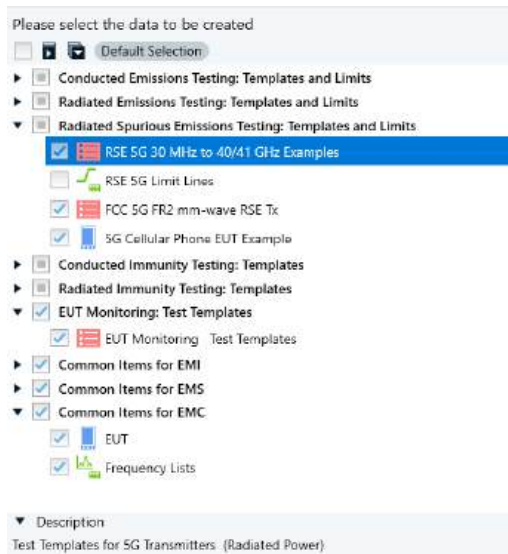 Please select the data to be created
Default Selection
Conducted Emissions Testing: Templates and Limits
Radiated Emissions Testing: Templates and Limits
Radiated Spurious Emissions Testing: Templates and Limits
RSE 5G 30 MHz to 40/41 GHz Examples
RSE 5G Limit Lines
FCC 5G FR2 mm-wave RSE Tx
5G Cellular Phone EUT Example
Conducted Immunity Testing: Templates
Radiated Immunity Testing: Templates
EUT Monitoring: Test Templates
EUT Monitoring Test Templates
Common Items for EMI
Common Items for EMS
Common Items for EMC
EUT
Frequency Lists
Description
Test Templates for 5G Transmitters (Radiated Power)